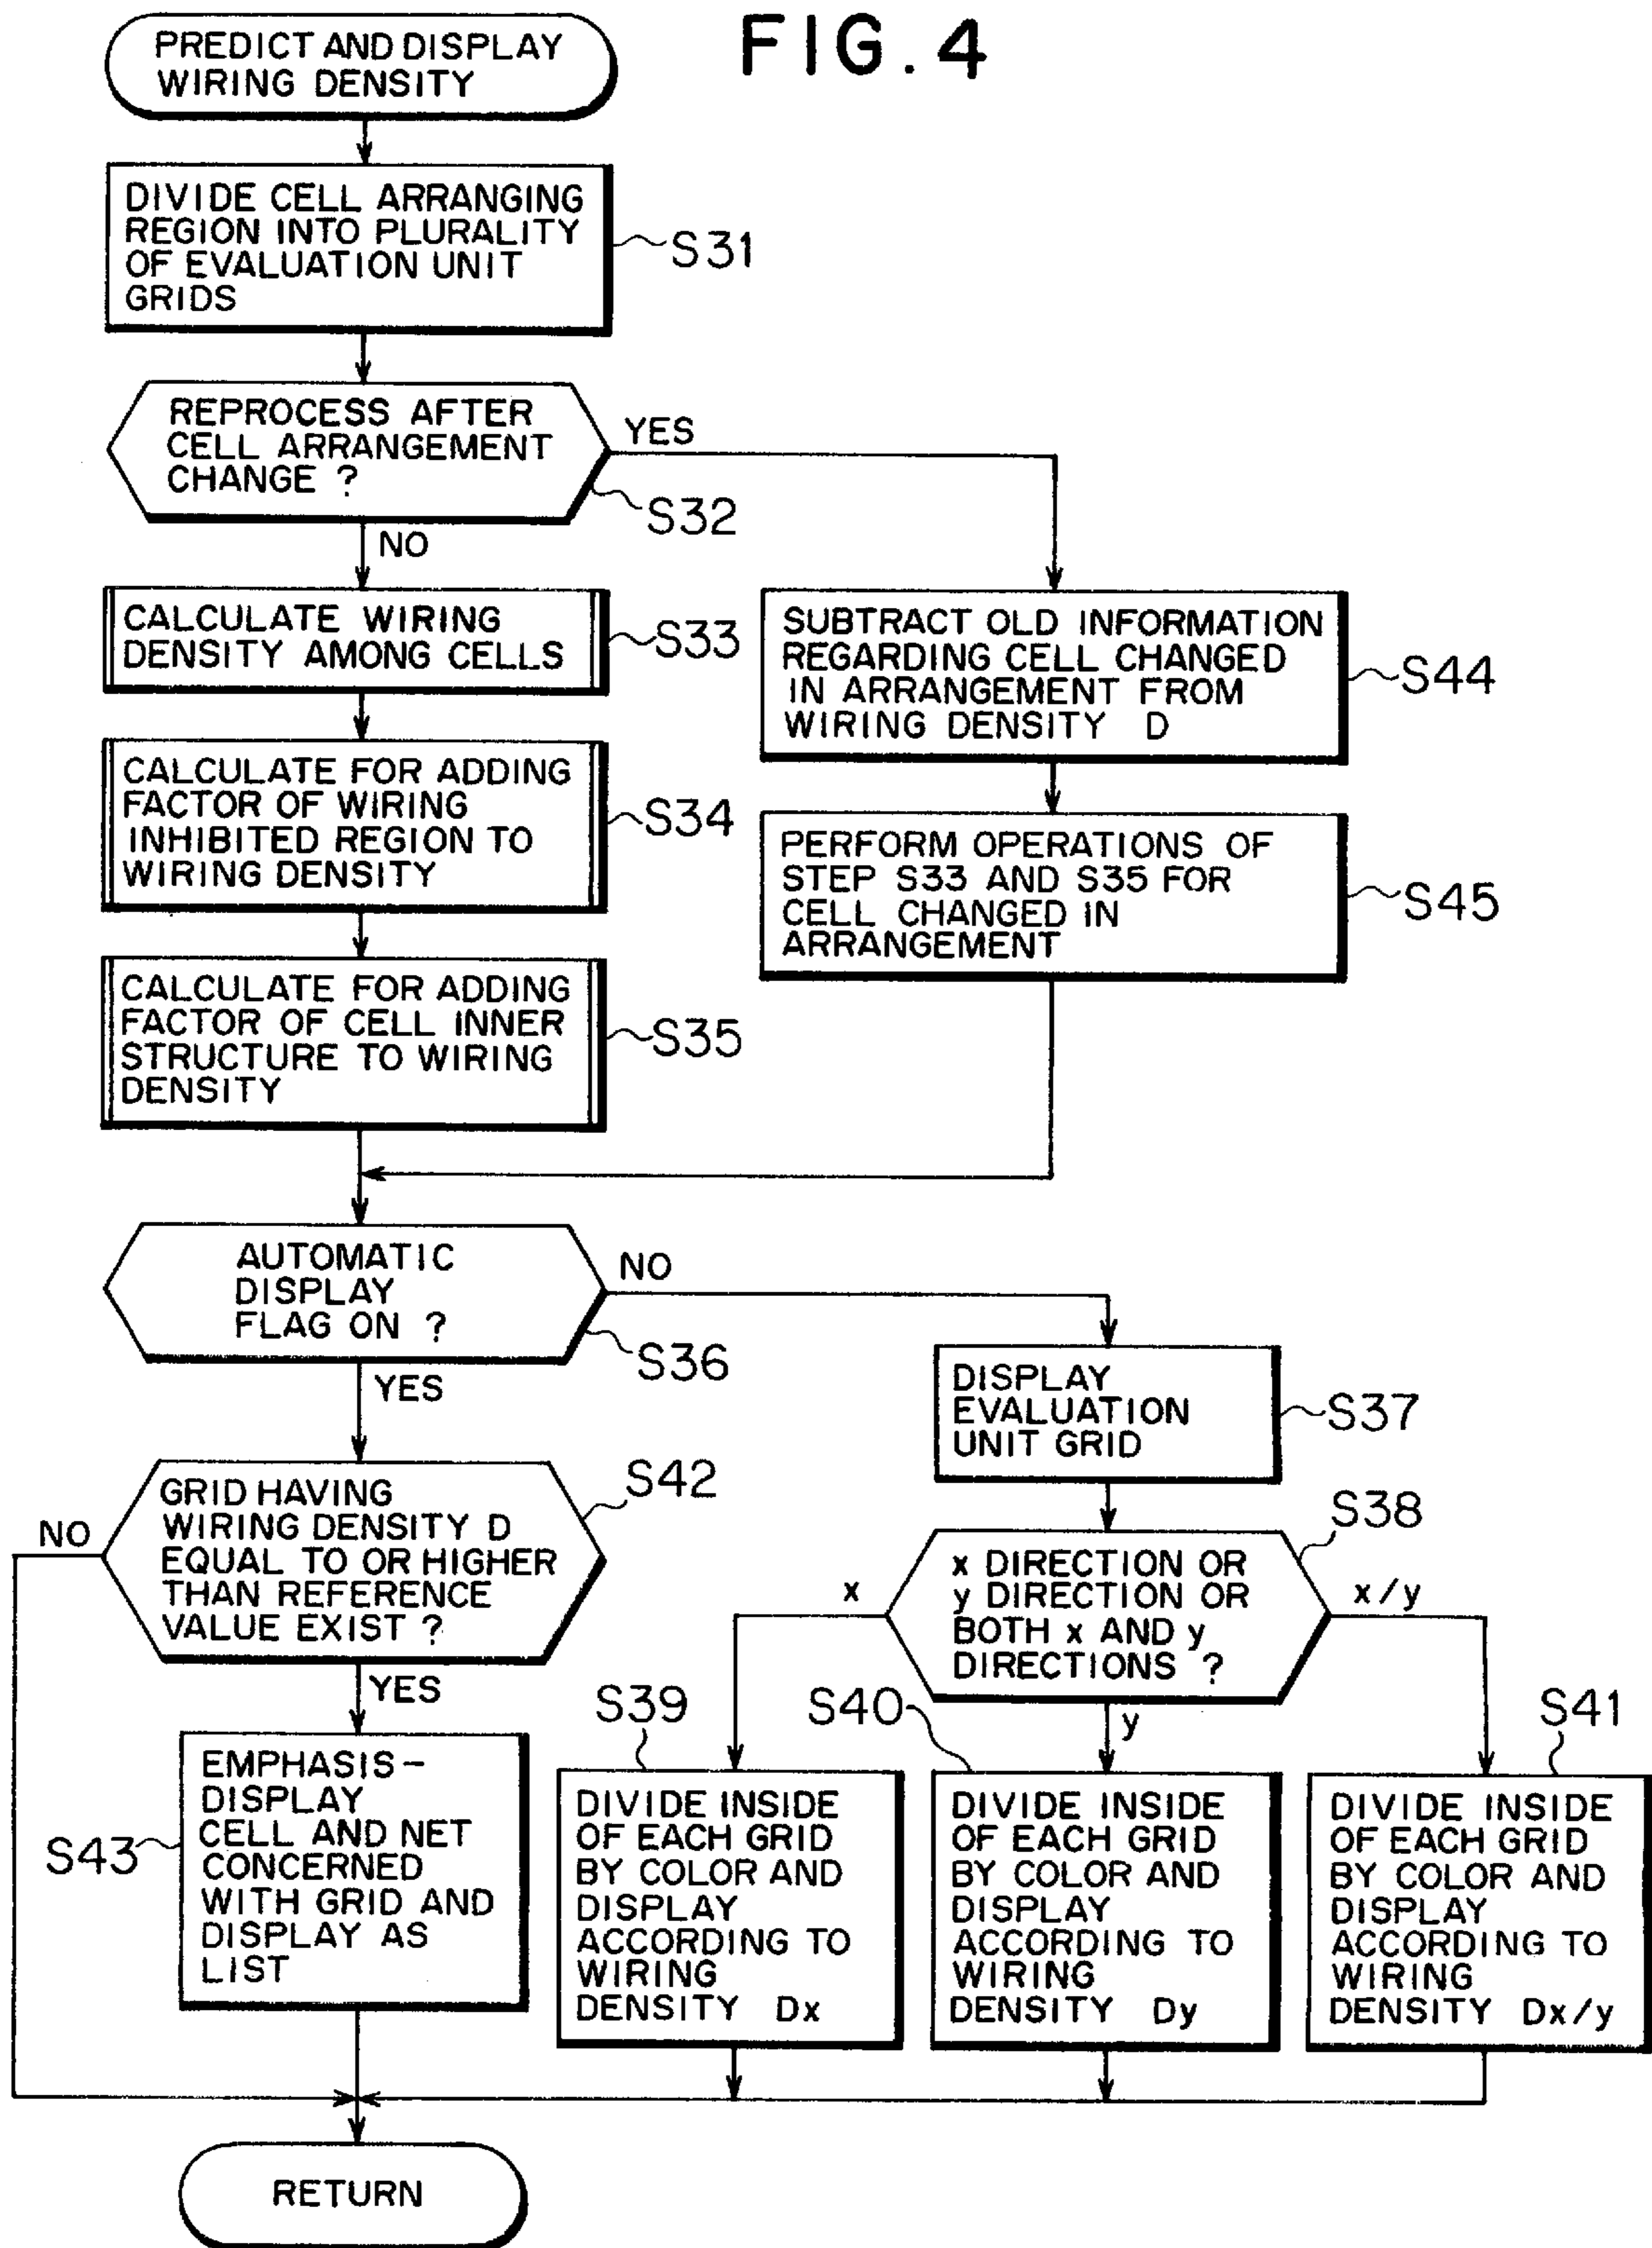 FIG. 4
PREDICT AND DISPLAY
WIRING DENSITY
DIVIDE CELL ARRANGING
REGION INTO PLURALITY
OF EVALUATION UNIT
GRIDS
S31
REPROCESS AFTER
CELL ARRANGEMENT
CHANGE ?
YES
S32
NO
CALCULATE WIRING
DENSITY AMONG CELLS
S33
SUBTRACT OLD INFORMATION
REGARDING CELL CHANGED
IN ARRANGEMENT FROM
WIRING DENSITY D
S44
CALCULATE FOR ADDING
FACTOR OF WIRING
INHIBITED REGION TO
WIRING DENSITY
S34
PERFORM OPERATIONS OF
STEP S33 AND S35 FOR
CELL CHANGED IN
ARRANGEMENT
S45
CALCULATE FOR ADDING
FACTOR OF CELL INNER
STRUCTURE TO WIRING
DENSITY
S35
AUTOMATIC
DISPLAY
FLAG ON ?
NO
S36
YES
DISPLAY
EVALUATION
UNIT GRID
S37
GRID HAVING
WIRING DENSITY D
EQUAL TO OR HIGHER
THAN REFERENCE
VALUE EXIST ?
S42
NO
YES
S38
x DIRECTION OR
y DIRECTION OR
BOTH x AND y
DIRECTIONS ?
x
x/y
y
EMPHASIS-
DISPLAY
CELL AND NET
CONCERNED
WITH GRID AND
DISPLAY AS
LIST
S43
S39
DIVIDE INSIDE
OF EACH GRID
BY COLOR AND
DISPLAY
ACCORDING TO
WIRING
DENSITY Dx
S40
DIVIDE INSIDE
OF EACH GRID
BY COLOR AND
DISPLAY
ACCORDING TO
WIRING
DENSITY Dy
S41
DIVIDE INSIDE
OF EACH GRID
BY COLOR AND
DISPLAY
ACCORDING TO
WIRING
DENSITY Dx/y
RETURN